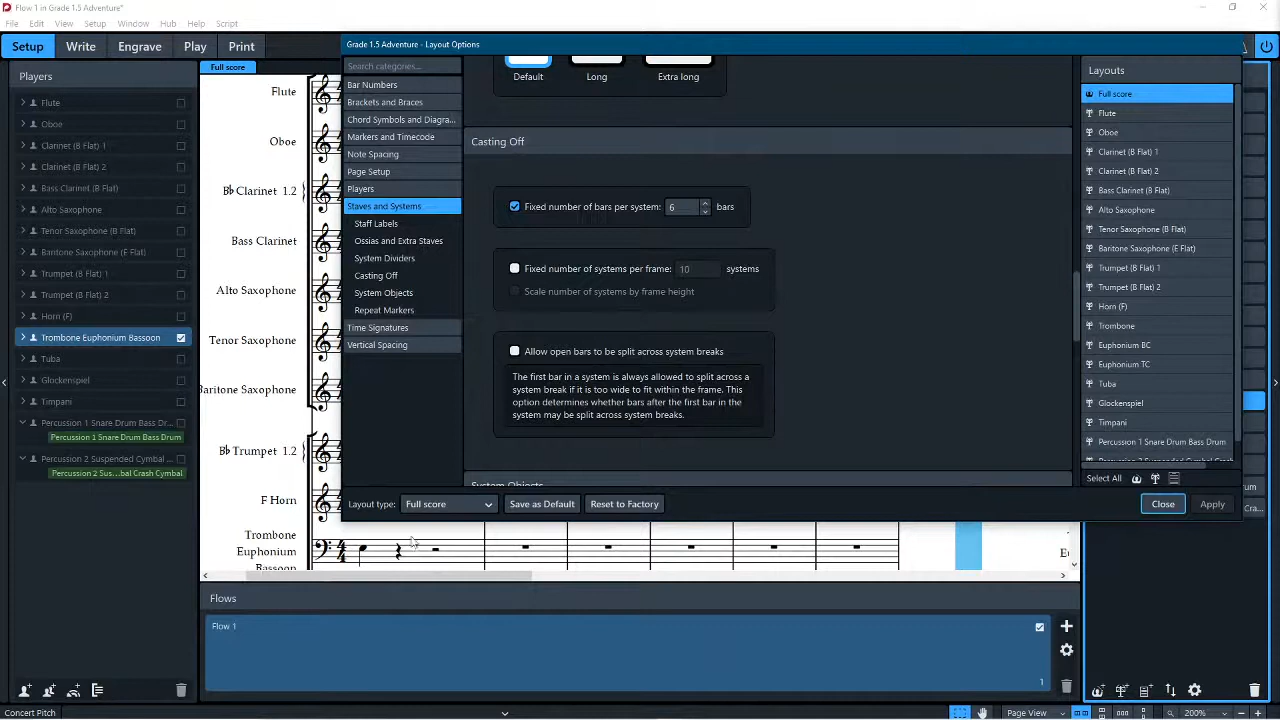 Flow 1 in Grade 1.5 Adventure*
File Edit View Setup Window Hub Help Script
Setup Write Engrave Play Print
Players
Flute
Oboe
Clarinet (B Flat) 1
Clarinet (B Flat) 2
Bass Clarinet (B Flat)
Alto Saxophone
Tenor Saxophone (B Flat)
Baritone Saxophone (E Flat)
Trumpet (B Flat) 1
Trumpet (B Flat) 2
Horn (F)
Trombone Euphonium Bassoon
Tuba
Glockenspiel
Timpani
Percussion 1 Snare Drum Bass Dr...
Percussion 1 Snare Drum Bass Drum
Percussion 2 Suspended Cymbal ...
Percussion 2 Sus...bal Crash Cymbal
Full score
Flute
Oboe
B♭ Clarinet 1.2
Bass Clarinet
Alto Saxophone
Tenor Saxophone
Baritone Saxophone
B♭ Trumpet 1.2
F Horn
Trombone
Euphonium
Bassoon
Grade 1.5 Adventure - Layout Options
Search categories...
Bar Numbers
Brackets and Braces
Chord Symbols and Diagra...
Markers and Timecode
Note Spacing
Page Setup
Players
Staves and Systems
Staff Labels
Ossias and Extra Staves
System Dividers
Casting Off
System Objects
Repeat Markers
Time Signatures
Vertical Spacing
Default Long Extra long
Casting Off
Fixed number of bars per system: 6 bars
Fixed number of systems per frame: 10 systems
Scale number of systems by frame height
Allow open bars to be split across system breaks
The first bar in a system is always allowed to split across a
system break if it is too wide to fit within the frame. This
option determines whether bars after the first bar in the
system may be split across system breaks.
System Objects
Layout type: Full score Save as Default Reset to Factory Close Apply
Layouts
Full score
Flute
Oboe
Clarinet (B Flat) 1
Clarinet (B Flat) 2
Bass Clarinet (B Flat)
Alto Saxophone
Tenor Saxophone (B Flat)
Baritone Saxophone (E Flat)
Trumpet (B Flat) 1
Trumpet (B Flat) 2
Horn (F)
Trombone
Euphonium BC
Euphonium TC
Tuba
Glockenspiel
Timpani
Percussion 1 Snare Drum Bass Drum
Percussion 2 Suspended Cymbal Crash
Select All
Flows
Flow 1
1
Concert Pitch
Page View 200%